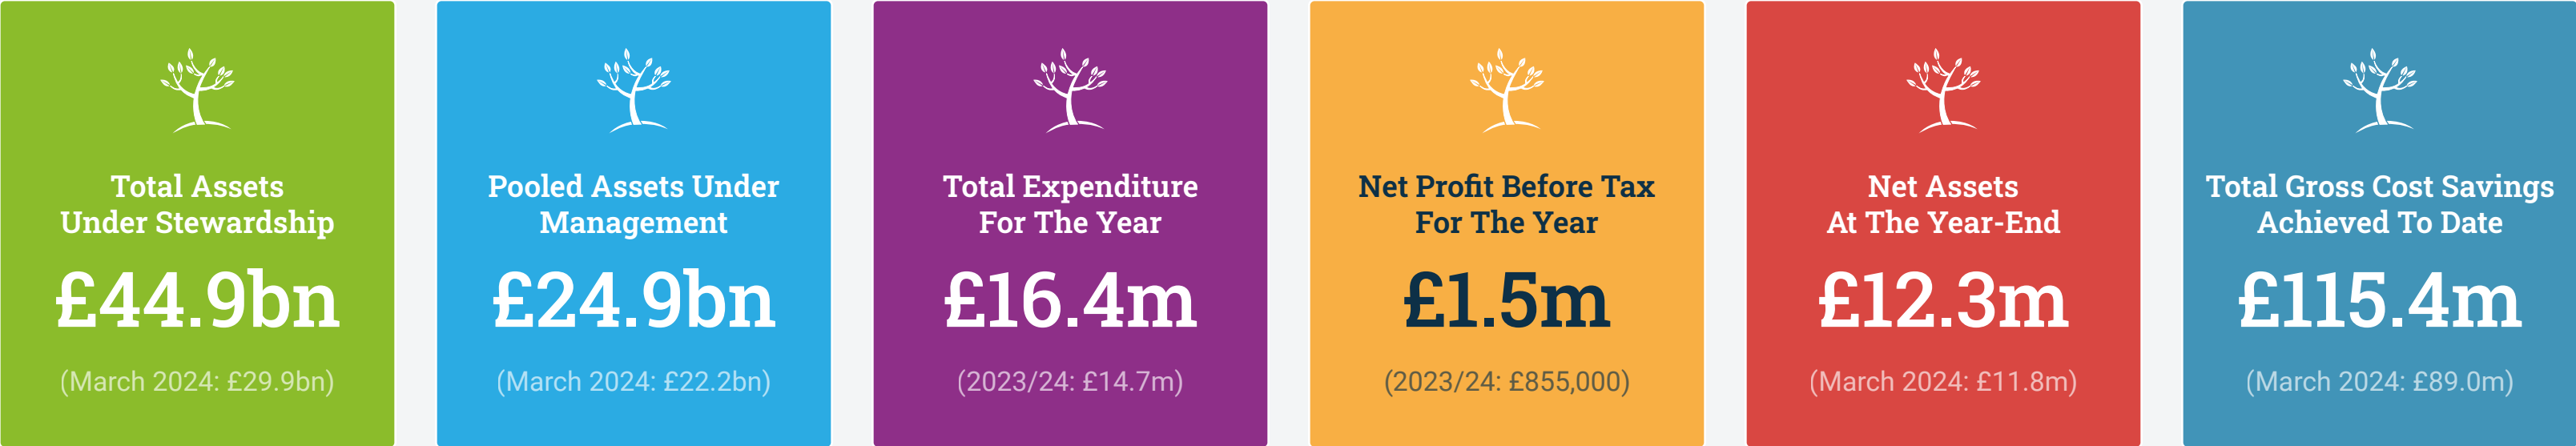 Total Assets
Under Stewardship
£44.9bn
(March 2024: £29.9bn)
Pooled Assets Under
Management
£24.9bn
(March 2024: £22.2bn)
Total Expenditure
For The Year
£16.4m
(2023/24: £14.7m)
Net Profit Before Tax
For The Year
£1.5m
(2023/24: £855,000)
Net Assets
At The Year-End
£12.3m
(March 2024: £11.8m)
Total Gross Cost Savings
Achieved To Date
£115.4m
(March 2024: £89.0m)